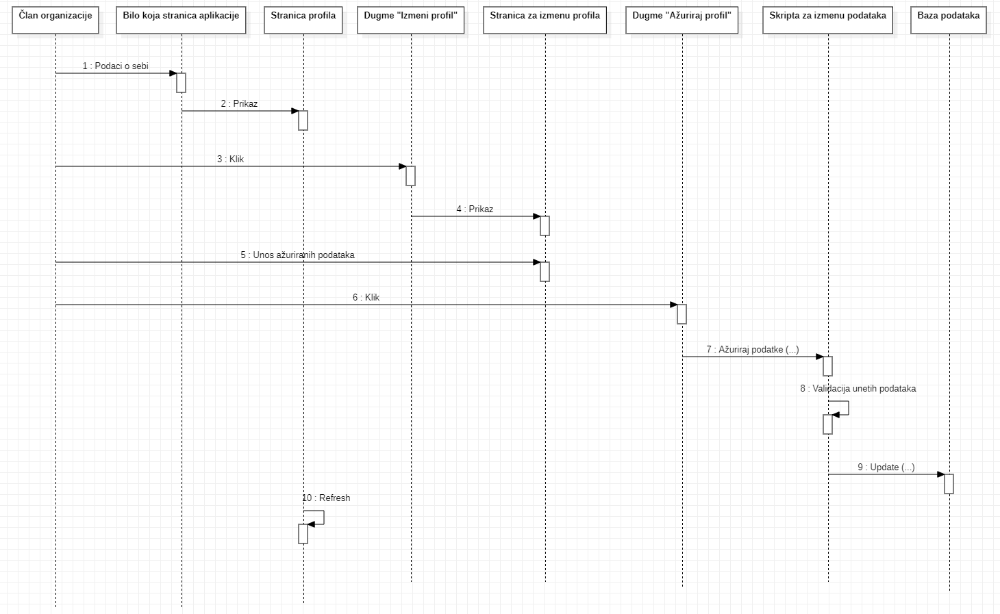 Član organizacije
Bilo koja stranica aplikacije
Stranica profila
Dugme "Izmeni profil"
Stranica za izmenu profila
Dugme "Ažuriraj profil"
Skripta za izmenu podataka
Baza podataka
1 : Podaci o sebi
2 : Prikaz
3 : Klik
4 : Prikaz
5 : Unos ažuriranih podataka
6 : Klik
7 : Ažuriraj podatke (...)
8 : Validacija unetih podataka
9 : Update (...)
10 : Refresh